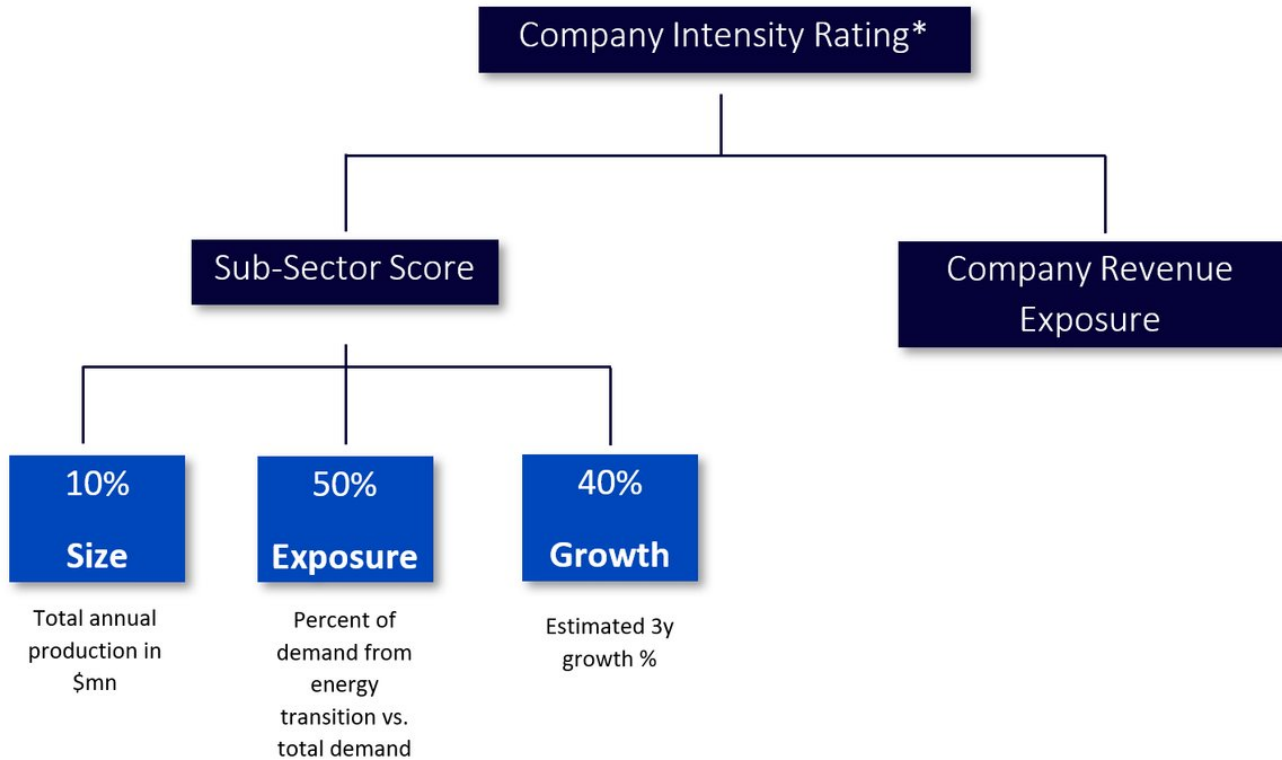 Company Intensity Rating*
Sub-Sector Score
Company Revenue
Exposure
10%
Size
Total annual
production in
$mn
50%
Exposure
Percent of
demand from
energy
transition vs.
total demand
40%
Growth
Estimated 3y
growth %